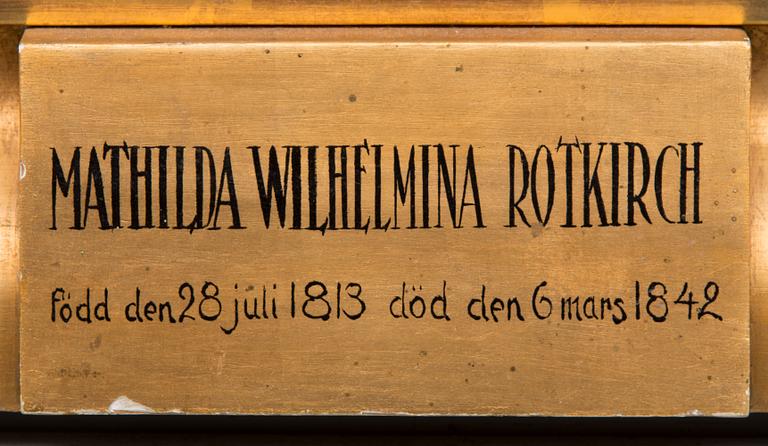 MATHILDA WILHELMINA ROTKIRCH
född den 28 juli 1813 död den 6 mars 1842